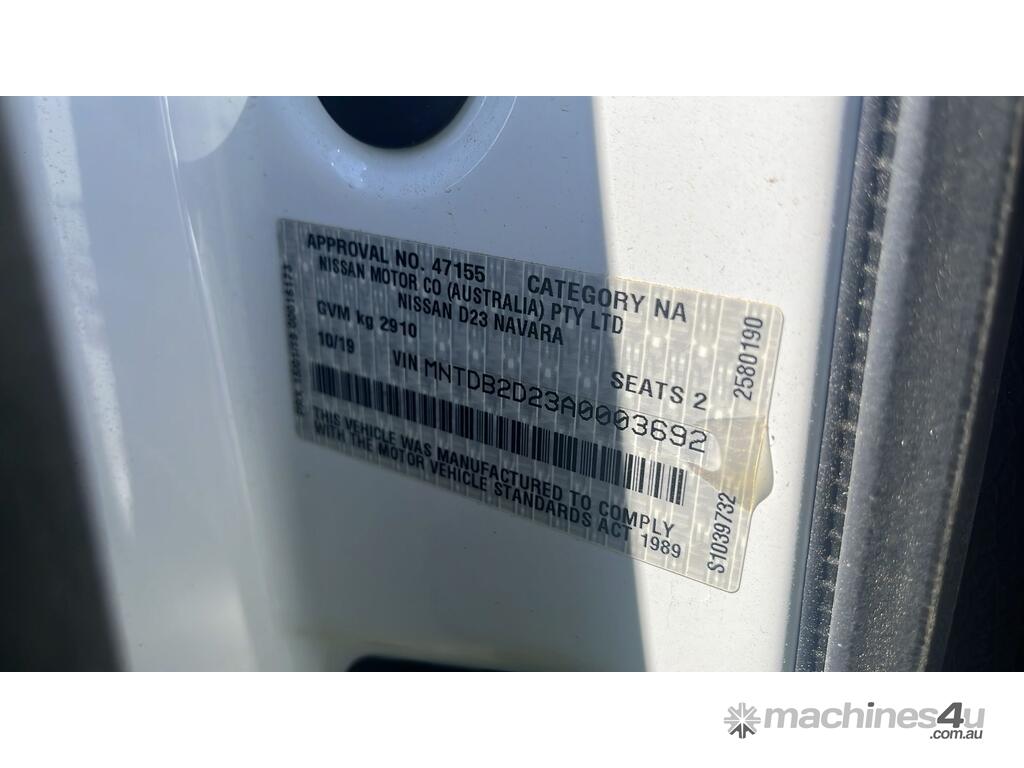 APPROVAL NO. 47155 CATEGORY NA
NISSAN MOTOR CO (AUSTRALIA) PTY LTD
NISSAN D23 NAVARA
GVM kg 2910 SEATS 2
10/19 VIN MNTDB2D23A0003692
THIS VEHICLE WAS MANUFACTURED TO COMPLY
WITH THE MOTOR VEHICLE STANDARDS ACT 1989
2580190
S1039732
machines4u
.com.au